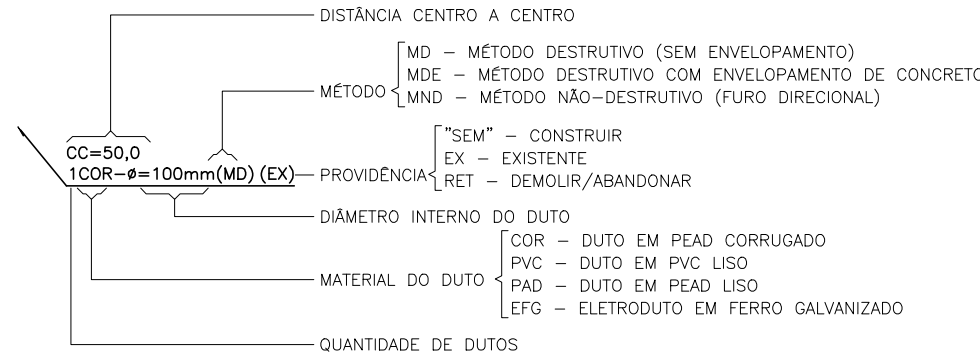 DISTÂNCIA CENTRO A CENTRO
MD – MÉTODO DESTRUTIVO (SEM ENVELOPAMENTO)
MDE – MÉTODO DESTRUTIVO COM ENVELOPAMENTO DE CONCRETO
MÉTODO
MND – MÉTODO NÃO-DESTRUTIVO (FURO DIRECIONAL)
"SEM" – CONSTRUIR
CC=50,0
EX – EXISTENTE
1COR-ø=100mm(MD) (EX)
PROVIDÊNCIA
RET – DEMOLIR/ABANDONAR
DIÂMETRO INTERNO DO DUTO
COR – DUTO EM PEAD CORRUGADO
PVC – DUTO EM PVC LISO
MATERIAL DO DUTO
PAD – DUTO EM PEAD LISO
EFG – ELETRODUTO EM FERRO GALVANIZADO
QUANTIDADE DE DUTOS